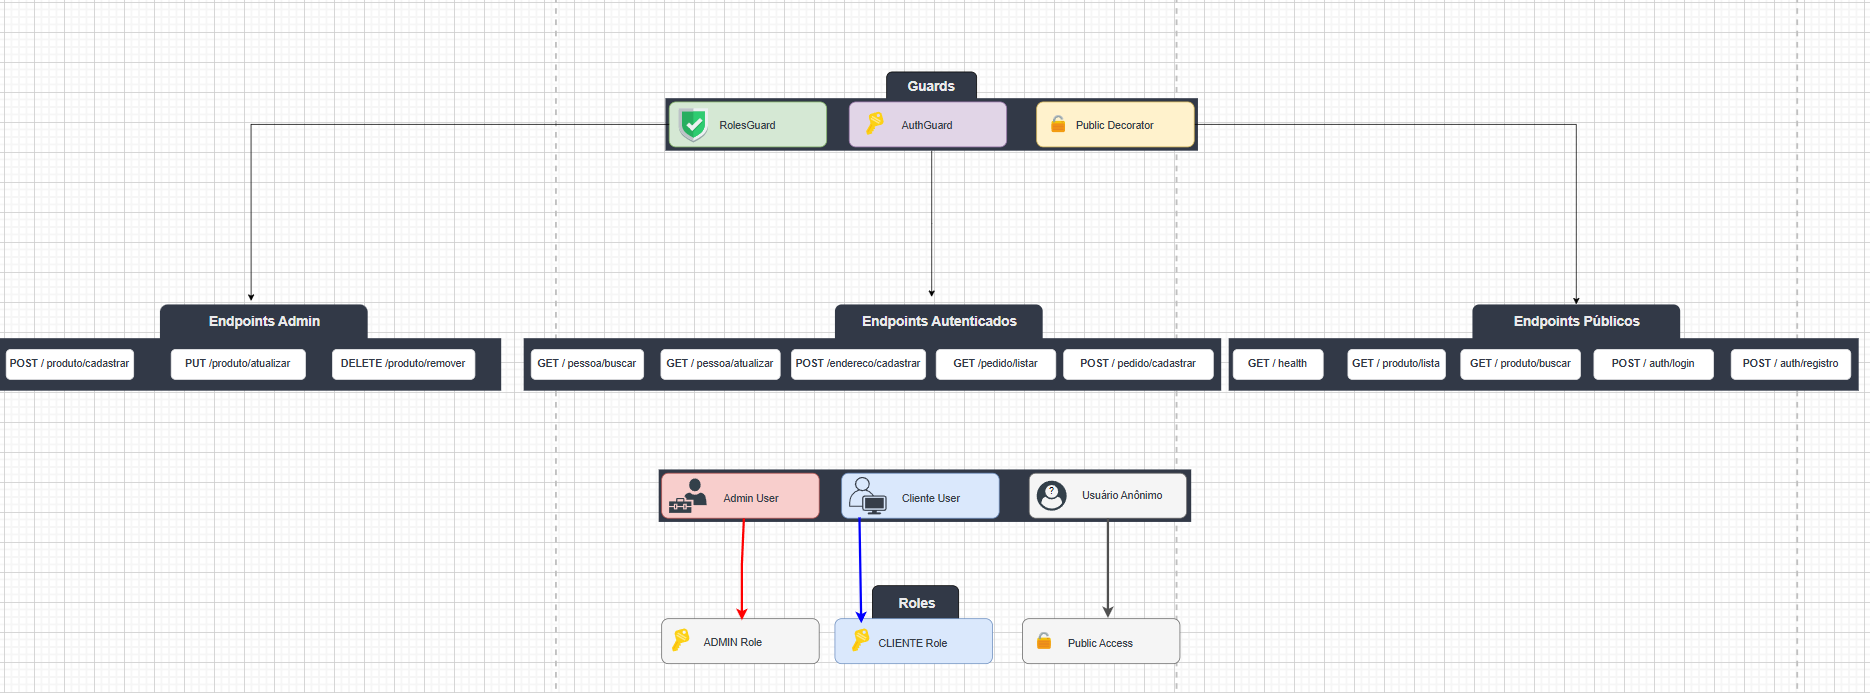 Guards
RolesGuard
AuthGuard
Public Decorator
Endpoints Admin
POST / produto/cadastrar
PUT /produto/atualizar
DELETE /produto/remover
Endpoints Autenticados
GET / pessoa/buscar
GET / pessoa/atualizar
POST /endereco/cadastrar
GET /pedido/listar
POST / pedido/cadastrar
Endpoints Públicos
GET / health
GET / produto/lista
GET / produto/buscar
POST / auth/login
POST / auth/registro
Admin User
Cliente User
?
Usuário Anônimo
Roles
ADMIN Role
CLIENTE Role
Public Access